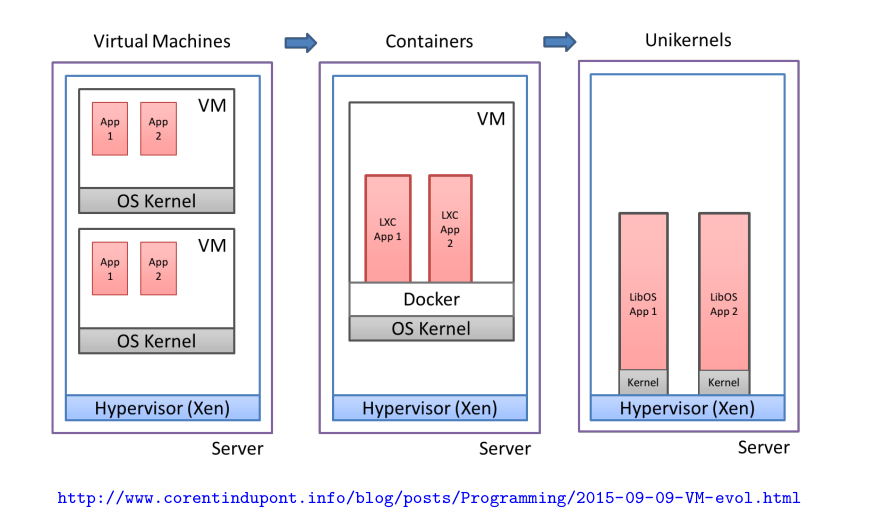 Virtual Machines
VM
App
1
App
2
OS Kernel
VM
App
1
App
2
OS Kernel
Hypervisor (Xen)
Server
Containers
VM
LXC
App 1
LXC
App
2
Docker
OS Kernel
Hypervisor (Xen)
Server
Unikernels
LibOS
App 1
LibOS
App 2
Kernel
Kernel
Hypervisor (Xen)
Server
http://www.corentindupont.info/blog/posts/Programming/2015-09-09-VM-evol.html